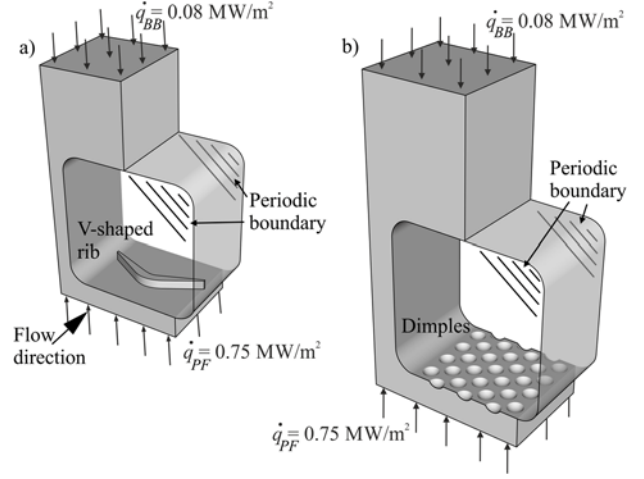 q̇BB = 0.08 MW/m²
a)
Periodic
boundary
V-shaped
rib
Flow
direction
q̇PF = 0.75 MW/m²
q̇BB = 0.08 MW/m²
b)
Periodic
boundary
Dimples
q̇PF = 0.75 MW/m²